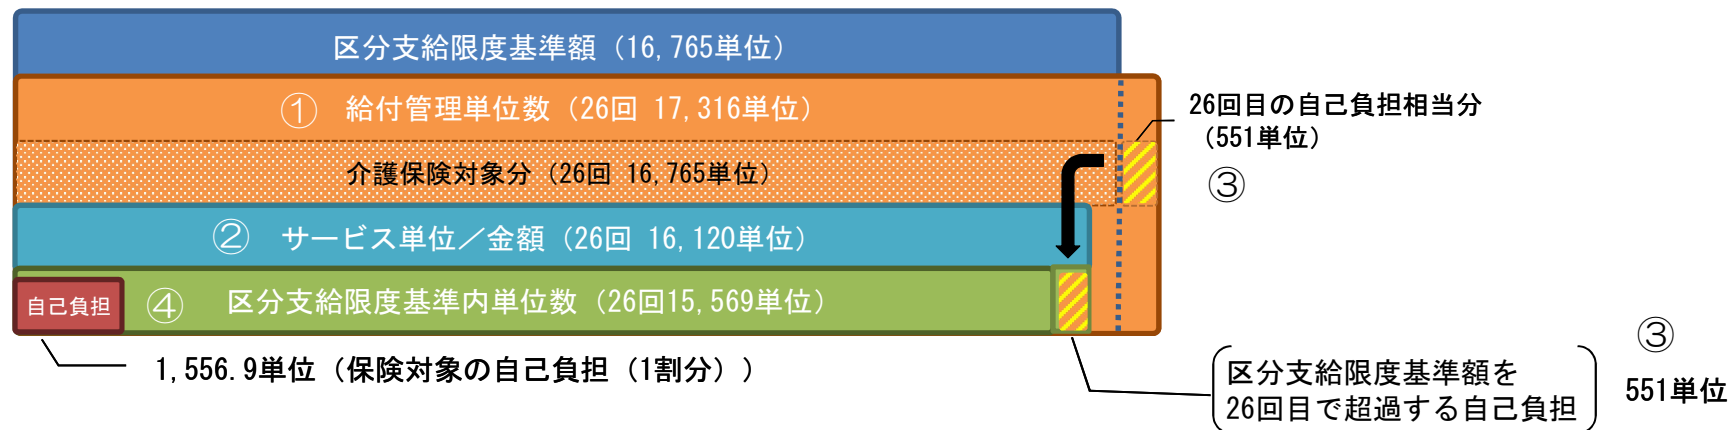 区分支給限度基準額（16,765単位）
① 給付管理単位数（26回 17,316単位）
26回目の自己負担相当分
（551単位）
③
介護保険対象分（26回 16,765単位）
② サービス単位／金額（26回 16,120単位）
自己負担
④ 区分支給限度基準内単位数（26回15,569単位）
1,556.9単位（保険対象の自己負担（1割分））
区分支給限度基準額を
26回目で超過する自己負担
③
551単位